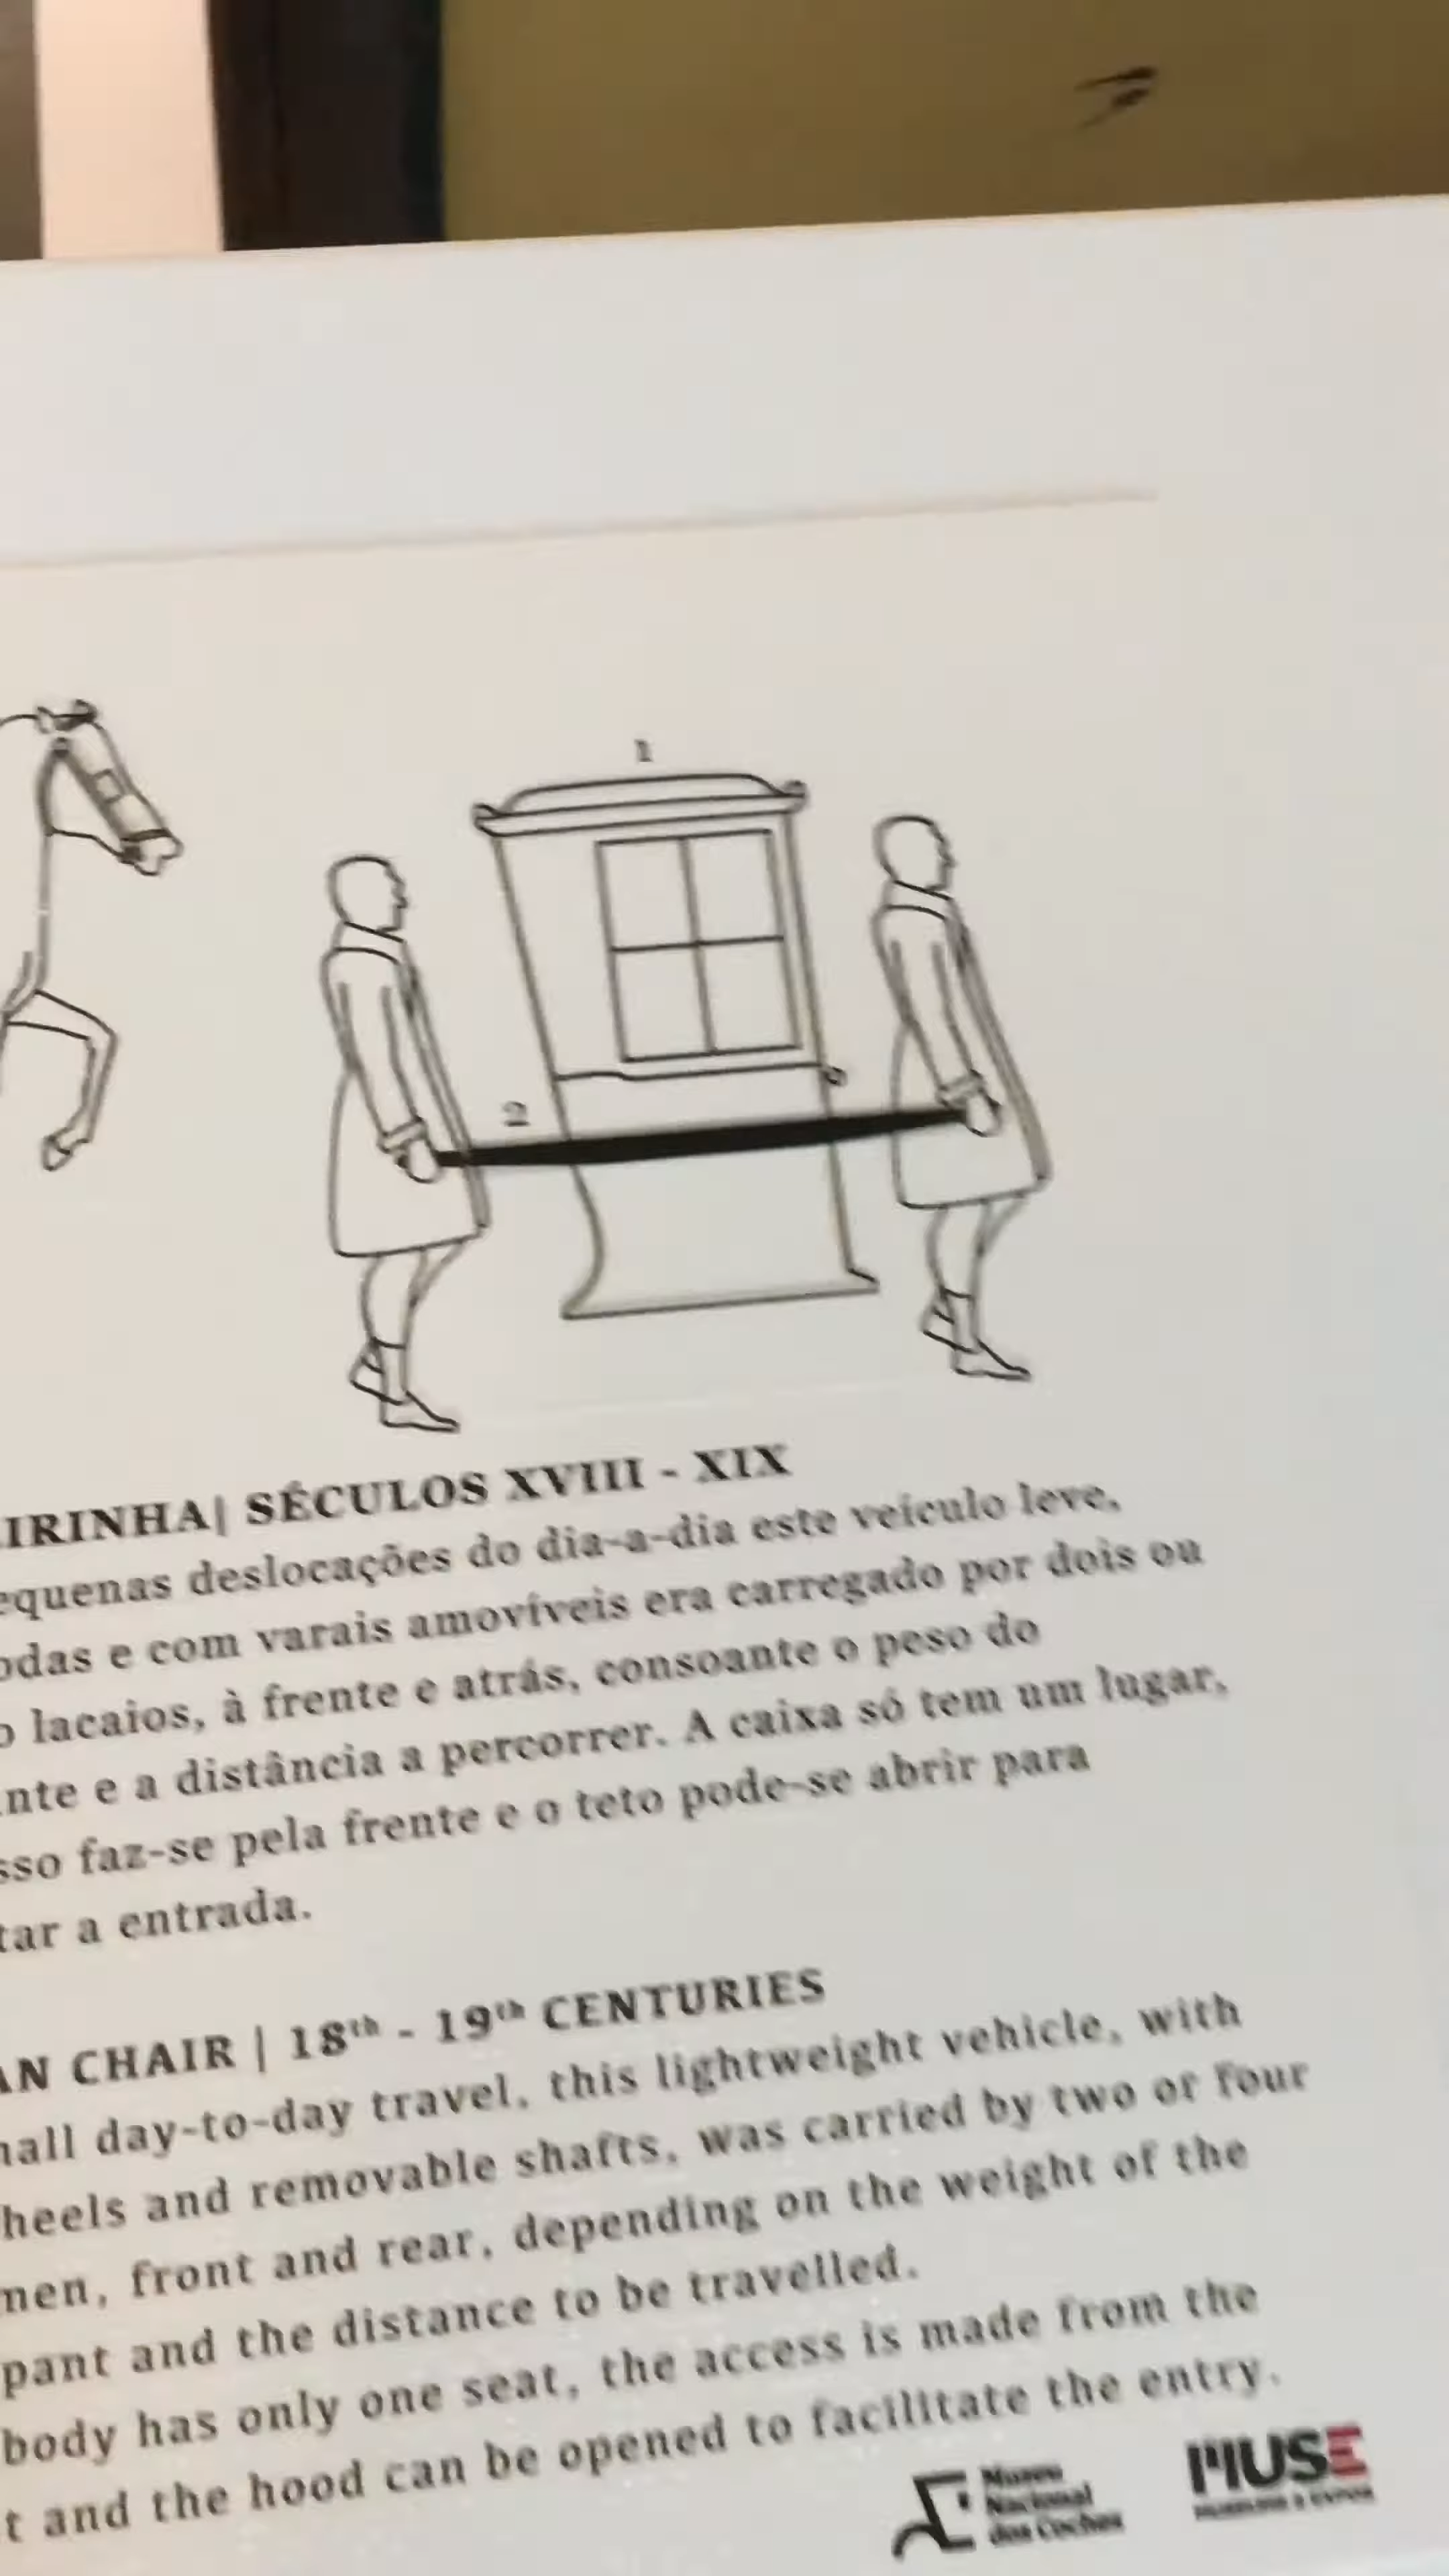 1
2
IRINHA| SÉCULOS XVIII - XIX
equenas deslocações do dia-a-dia este veículo leve,
odas e com varais amovíveis era carregado por dois ou
o lacaios, à frente e atrás, consoante o peso do
nte e a distância a percorrer. A caixa só tem um lugar,
sso faz-se pela frente e o teto pode-se abrir para
tar a entrada.
AN CHAIR | 18th - 19th CENTURIES
nall day-to-day travel, this lightweight vehicle, with
heels and removable shafts, was carried by two or four
men, front and rear, depending on the weight of the
pant and the distance to be travelled.
body has only one seat, the access is made from the
t and the hood can be opened to facilitate the entry.
Museu
Nacional
dos Coches
MUSE